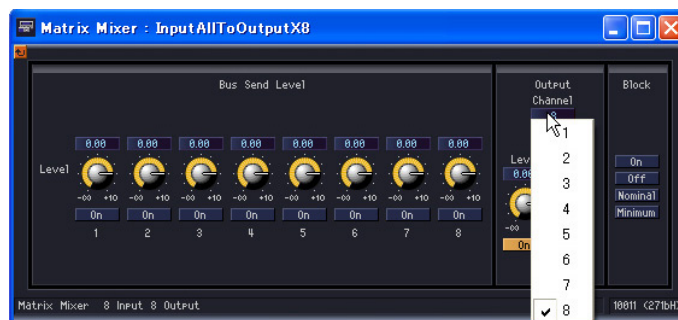 Matrix Mixer : InputAllToOutputX8
Bus Send Level
Output
Channel
8
Block
1
2
3
4
5
6
7
8
0.00 0.00 0.00 0.00 0.00 0.00 0.00 0.00
Level
-∞ +10 -∞ +10 -∞ +10 -∞ +10 -∞ +10 -∞ +10 -∞ +10 -∞ +10
On On On On On On On On
1 2 3 4 5 6 7 8
-∞
On
On
Off
Nominal
Minimum
Matrix Mixer 8 Input 8 Output